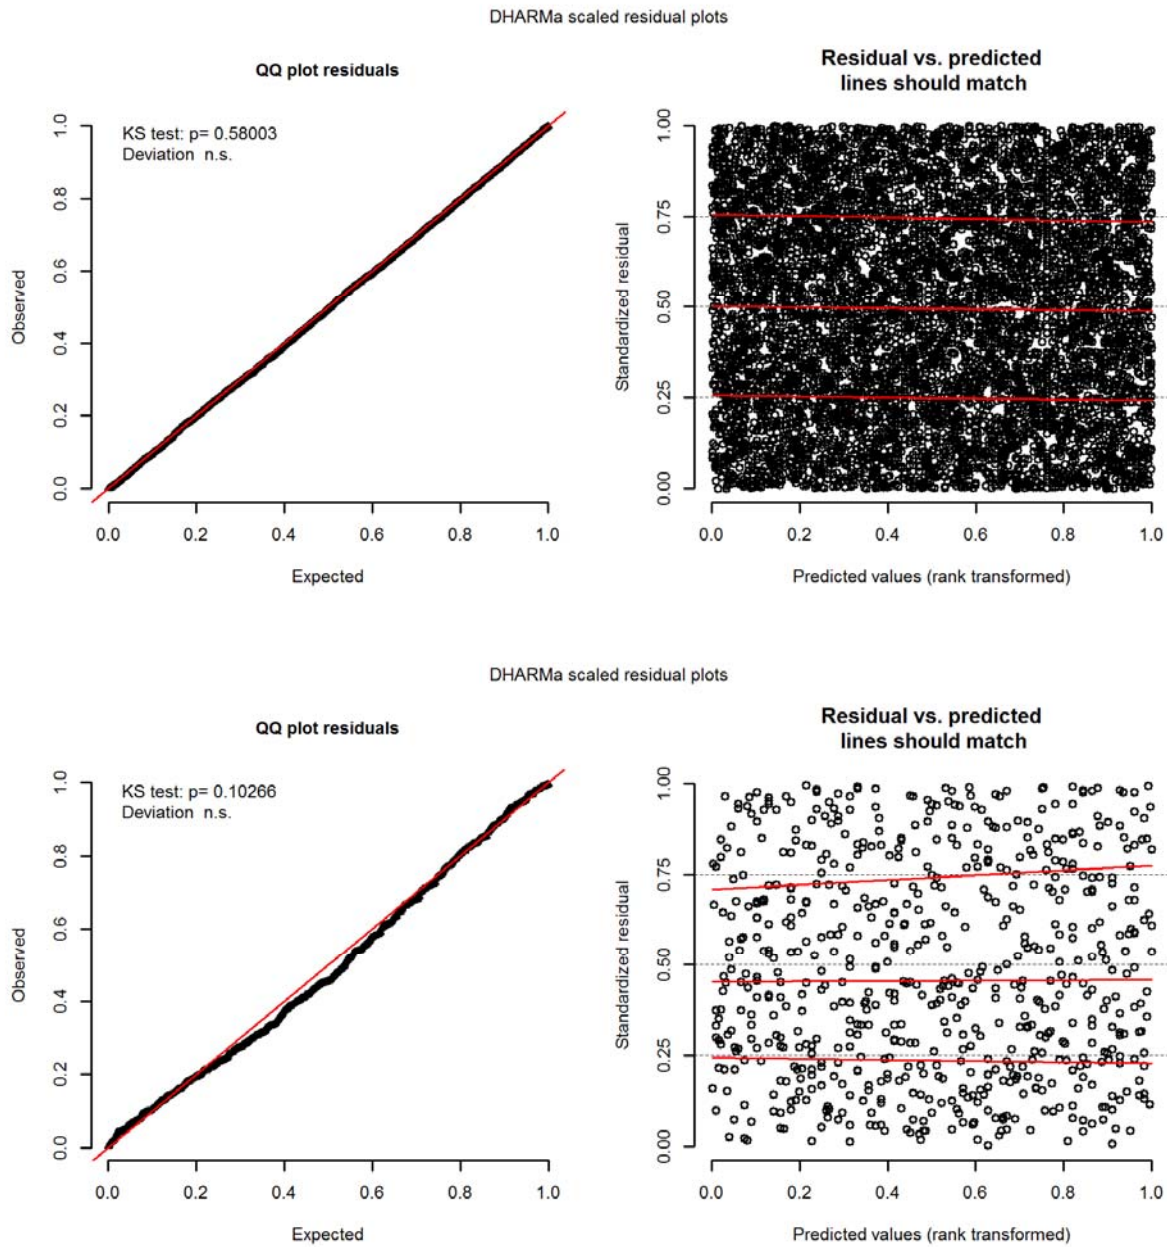 DHARMa scaled residual plots
QQ plot residuals
KS test: p= 0.58003
Deviation n.s.
Observed
0.0 0.2 0.4 0.6 0.8 1.0
0.0 0.2 0.4 0.6 0.8 1.0
Expected
Residual vs. predicted
lines should match
Standardized residual
0.00 0.25 0.50 0.75 1.00
0.0 0.2 0.4 0.6 0.8 1.0
Predicted values (rank transformed)
DHARMa scaled residual plots
QQ plot residuals
KS test: p= 0.10266
Deviation n.s.
Observed
0.0 0.2 0.4 0.6 0.8 1.0
0.0 0.2 0.4 0.6 0.8 1.0
Expected
Residual vs. predicted
lines should match
Standardized residual
0.00 0.25 0.50 0.75 1.00
0.0 0.2 0.4 0.6 0.8 1.0
Predicted values (rank transformed)